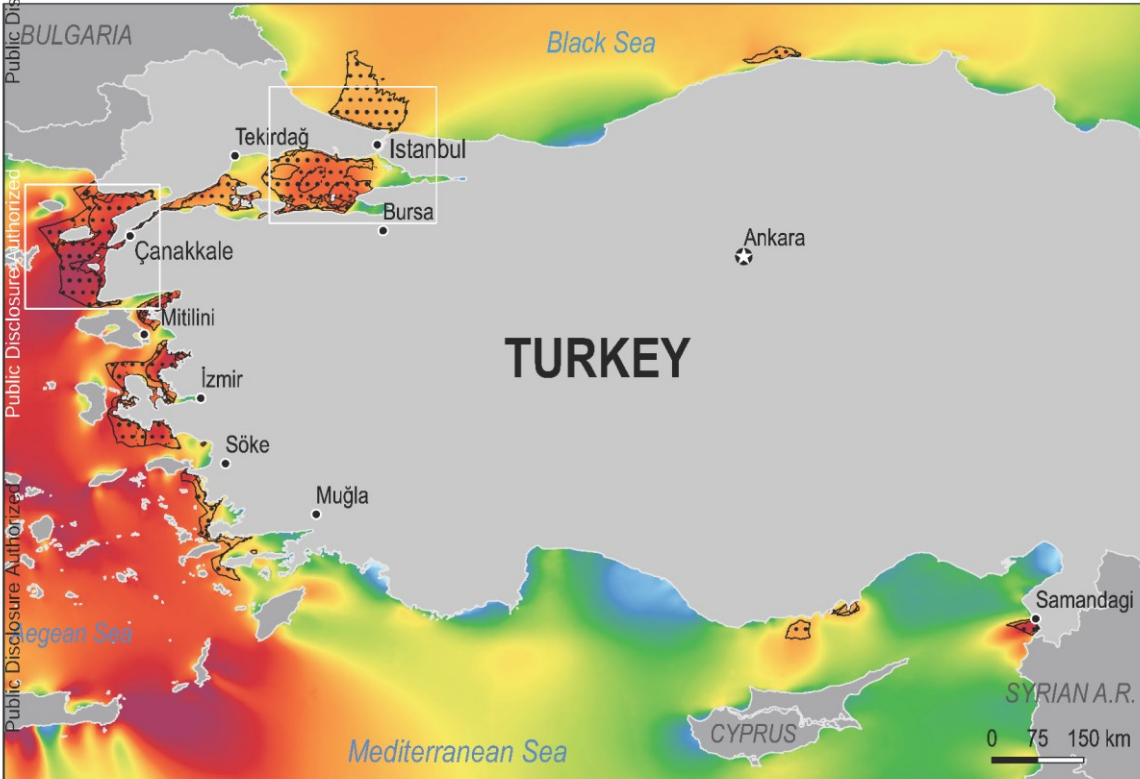 BULGARIA
Black Sea
Tekirdağ
Istanbul
Bursa
Çanakkale
Ankara
Mitilini
TURKEY
İzmir
Söke
Muğla
Samandagi
Aegean Sea
SYRIAN A.R.
CYPRUS
Mediterranean Sea
0 75 150 km
Public Disclosure Authorized
Public Disclosure Authorized
Public Dis